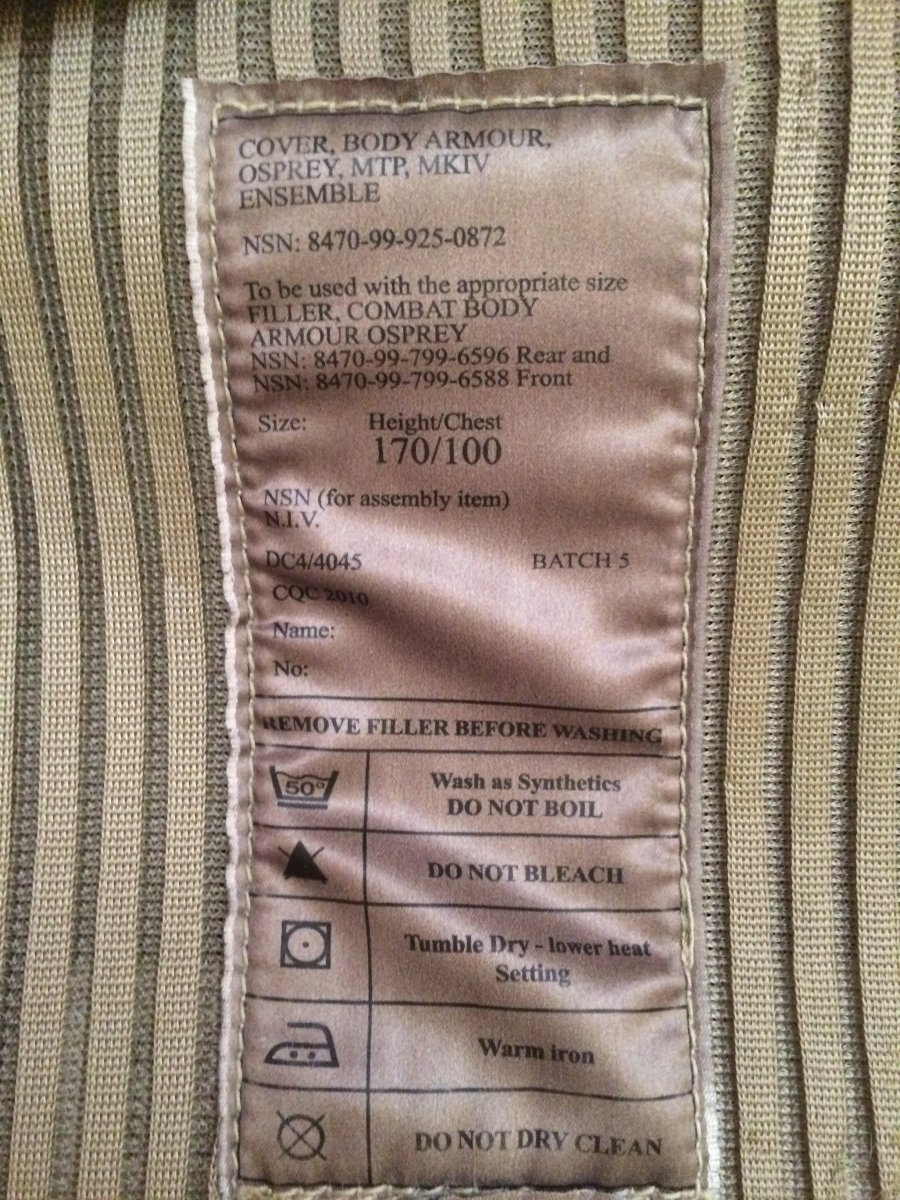 COVER, BODY ARMOUR,
OSPREY, MTP, MKIV
ENSEMBLE
NSN: 8470-99-925-0872
To be used with the appropriate size
FILLER, COMBAT BODY
ARMOUR OSPREY
NSN: 8470-99-799-6596 Rear and
NSN: 8470-99-799-6588 Front
Size: Height/Chest
170/100
NSN (for assembly item)
N.I.V.
DC4/4045 BATCH 5
CQC 2010
Name:
No:
REMOVE FILLER BEFORE WASHING
50° Wash as Synthetics
DO NOT BOIL
DO NOT BLEACH
Tumble Dry - lower heat
Setting
Warm iron
DO NOT DRY CLEAN